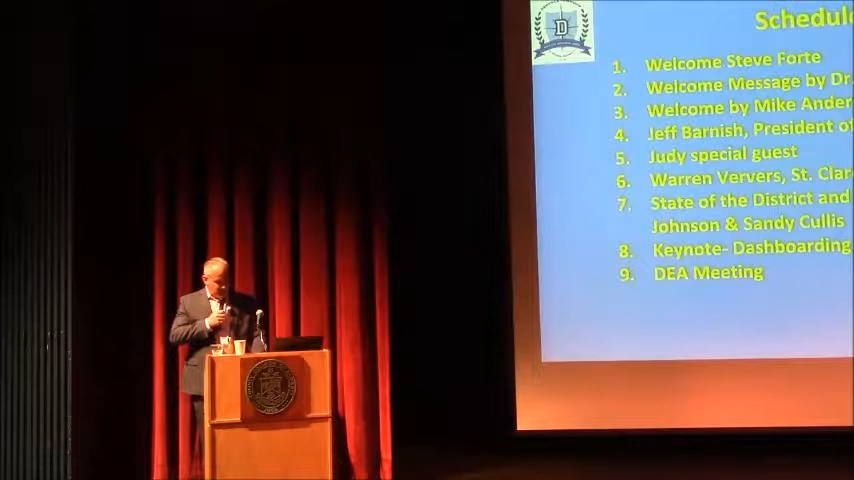 Schedul
1. Welcome Steve Forte
2. Welcome Message by Dr.
3. Welcome by Mike Ander
4. Jeff Barnish, President of
5. Judy special guest
6. Warren Ververs, St. Clar
7. State of the District and
Johnson & Sandy Cullis
8. Keynote- Dashboarding
9. DEA Meeting
D